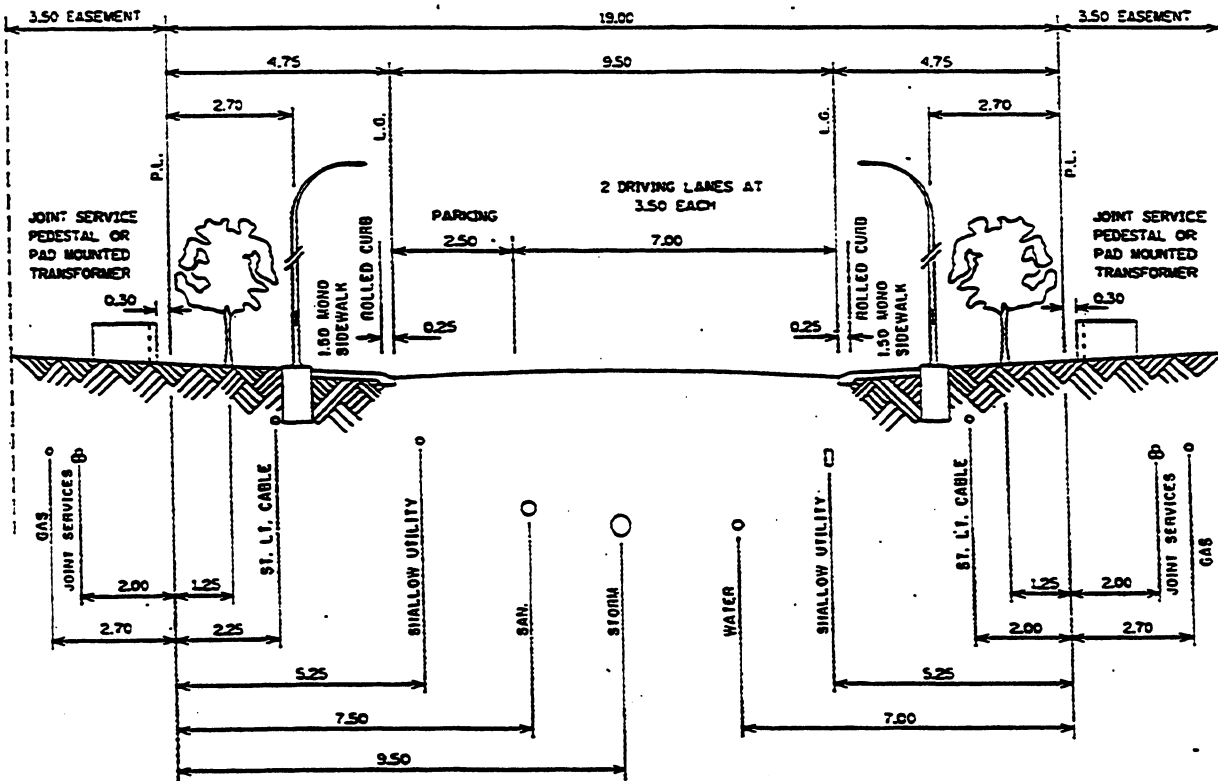 3.50 EASEMENT
19.00
3.50 EASEMENT
4.75
9.50
4.75
2.70
L.G.
L.G.
2.70
P.L.
P.L.
2 DRIVING LANES AT
3.50 EACH
JOINT SERVICE
PEDESTAL OR
PAD MOUNTED
TRANSFORMER
PARKING
JOINT SERVICE
PEDESTAL OR
PAD MOUNTED
TRANSFORMER
2.50
7.00
ROLLED CURB
ROLLED CURB
0.30
1.50 MONO
SIDEWALK
0.25
0.25
1.50 MONO
SIDEWALK
0.30
GAS
JOINT SERVICES
ST. LT. CABLE
SHALLOW UTILITY
SAN.
STORM
WATER
SHALLOW UTILITY
ST. LT. CABLE
JOINT SERVICES
GAS
2.00
1.25
1.25
2.00
2.70
2.25
2.00
2.70
5.25
5.25
7.50
7.00
9.50